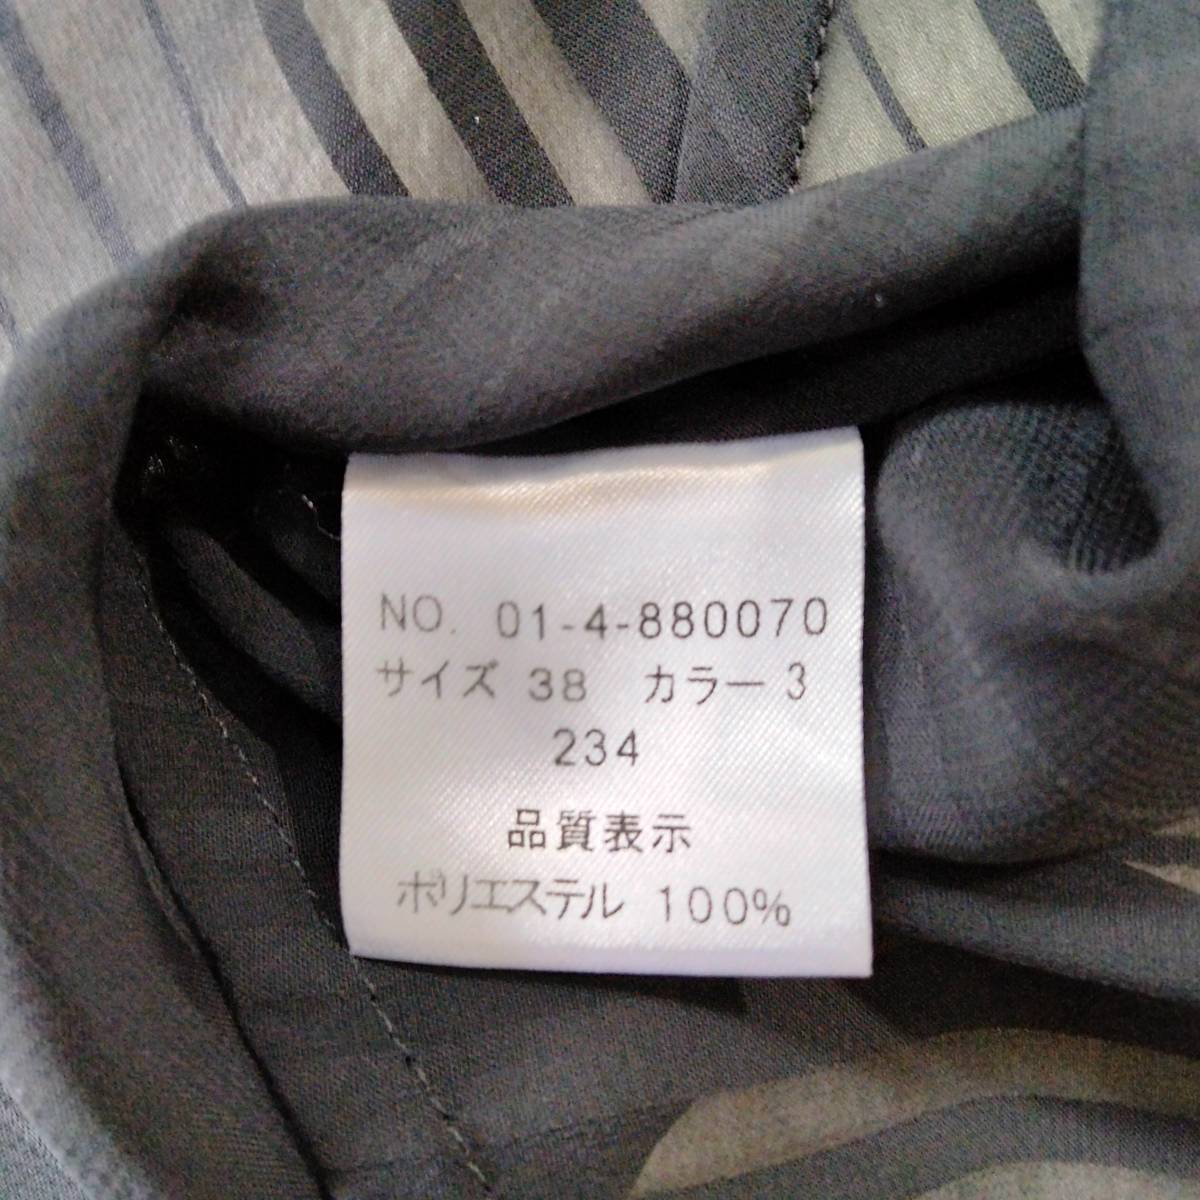 NO. 01-4-880070
サイズ 38 カラー 3
234
品質表示
ポリエステル 100%